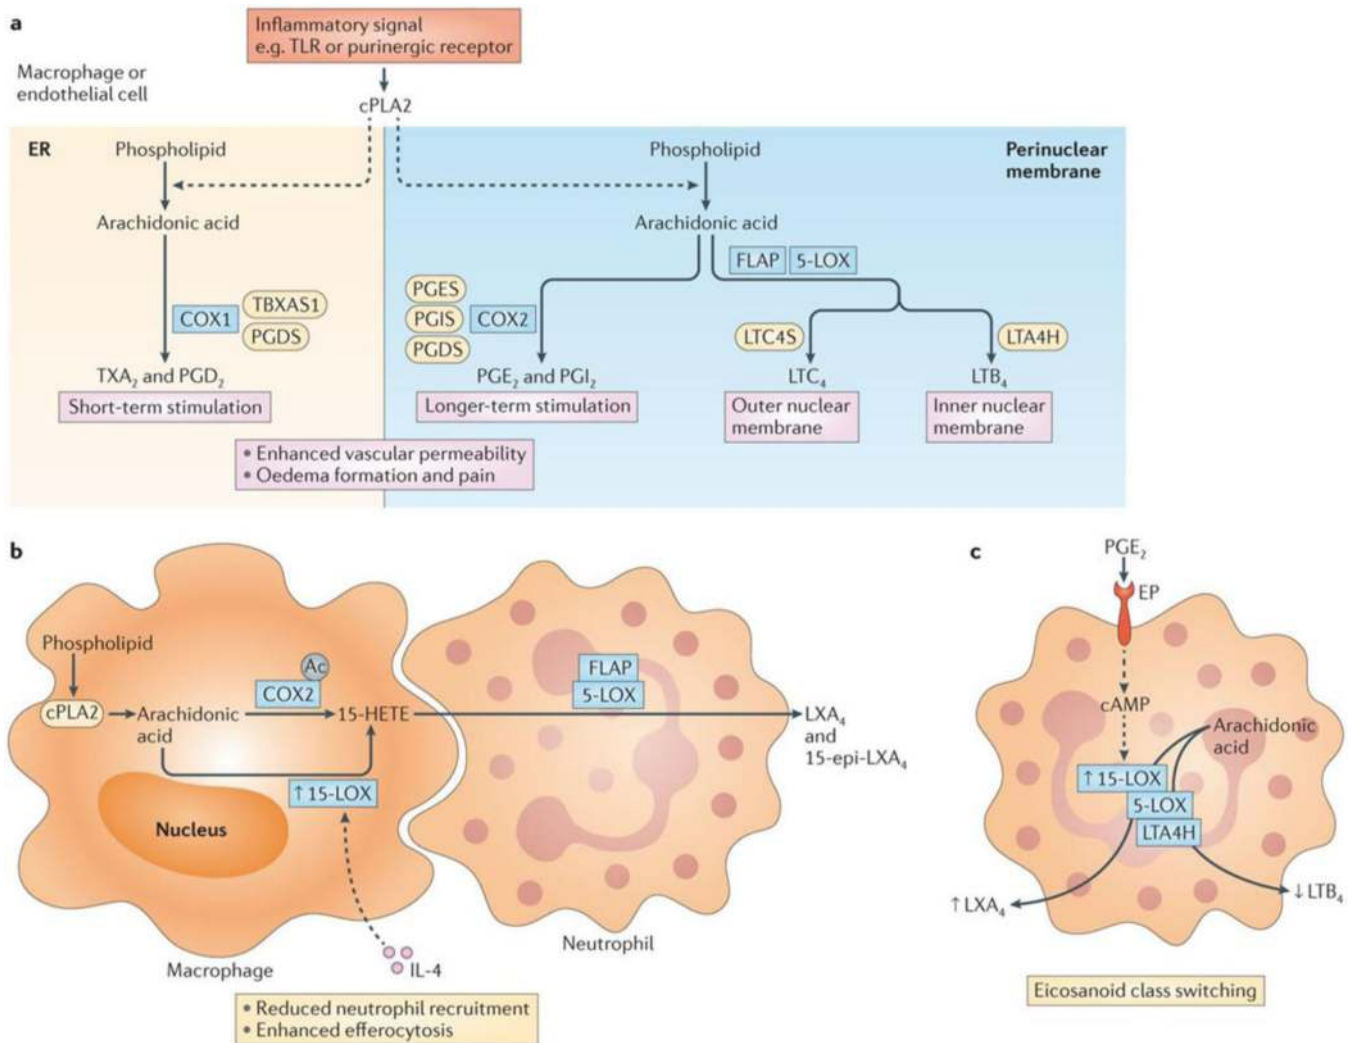 a
Inflammatory signal
e.g. TLR or purinergic receptor
Macrophage or
endothelial cell
cPLA2
ER
Phospholipid
Arachidonic acid
COX1
TBXAS1
PGDS
TXA₂ and PGD₂
Short-term stimulation
Perinuclear
membrane
Phospholipid
Arachidonic acid
FLAP
5-LOX
PGES
PGIS
PGDS
COX2
LTC4S
LTA4H
PGE₂ and PGI₂
Longer-term stimulation
LTC₄
Outer nuclear
membrane
LTB₄
Inner nuclear
membrane
• Enhanced vascular permeability
• Oedema formation and pain
b
Phospholipid
cPLA2
Arachidonic
acid
Ac
COX2
15-HETE
↑ 15-LOX
Nucleus
IL-4
Macrophage
FLAP
5-LOX
Neutrophil
LXA₄
and
15-epi-LXA₄
• Reduced neutrophil recruitment
• Enhanced efferocytosis
c
PGE₂
EP
cAMP
Arachidonic
acid
↑ 15-LOX
5-LOX
LTA4H
↑ LXA₄
↓ LTB₄
Eicosanoid class switching